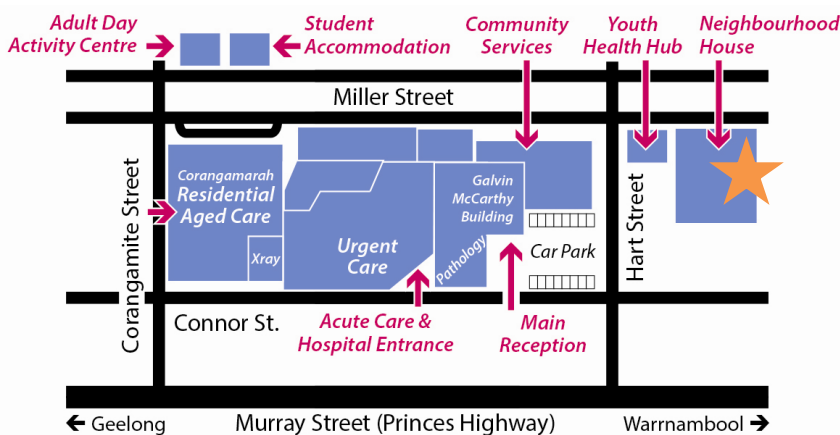 Adult Day
Activity Centre
Student
Accommodation
Community
Services
Youth
Health Hub
Neighbourhood
House
Miller Street
Corangamite Street
Corangamarah
Residential
Aged Care
Xray
Urgent
Care
Galvin
McCarthy
Building
Pathology
Car Park
Hart Street
Connor St.
Acute Care &
Hospital Entrance
Main
Reception
Geelong
Murray Street (Princes Highway)
Warrnambool